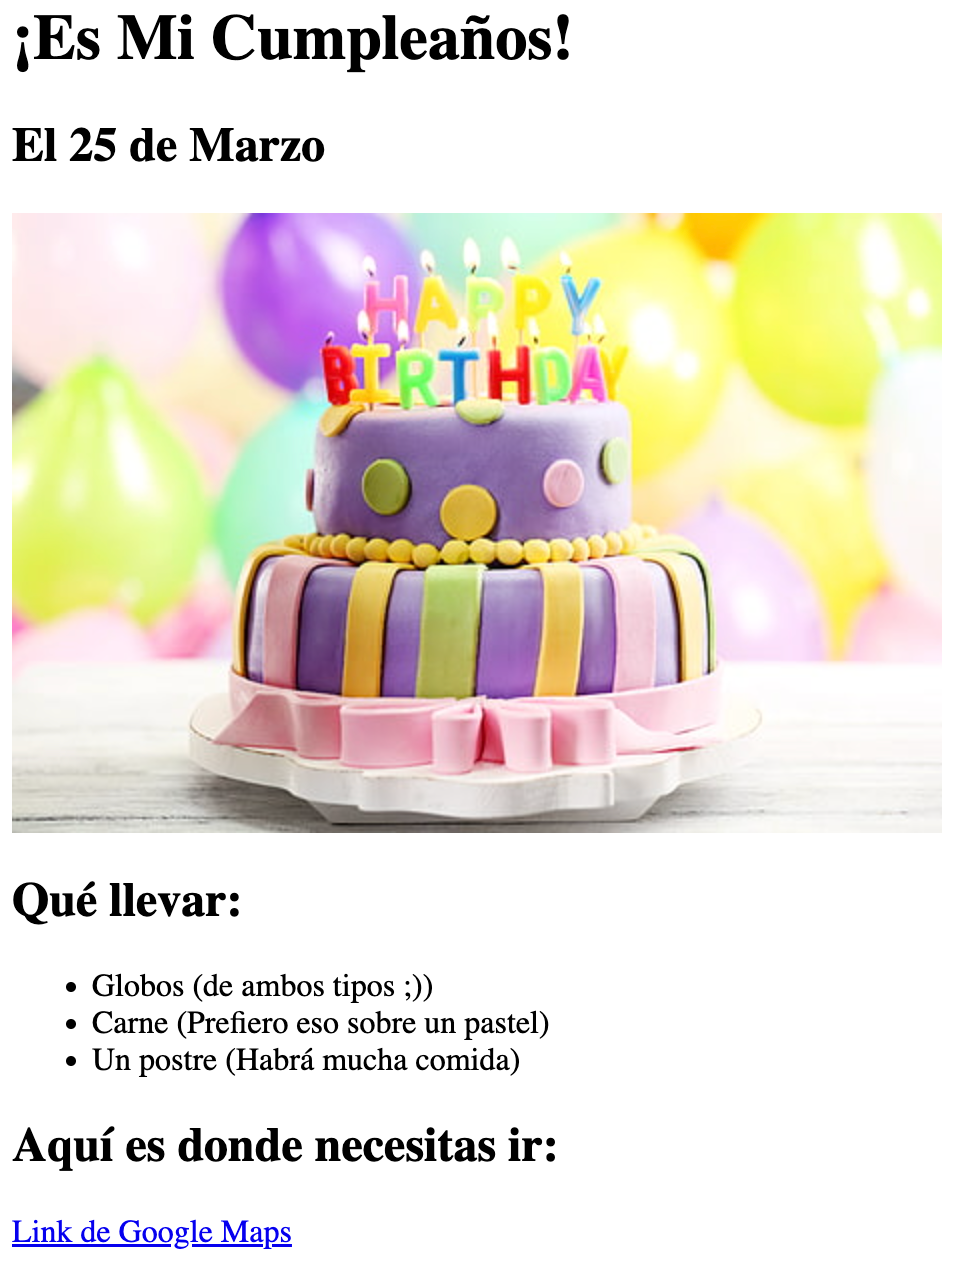 ¡Es Mi Cumpleaños!
El 25 de Marzo
HAPPY
BIRTHDAY
Qué llevar:
• Globos (de ambos tipos ;))
• Carne (Prefiero eso sobre un pastel)
• Un postre (Habrá mucha comida)
Aquí es donde necesitas ir:
Link de Google Maps